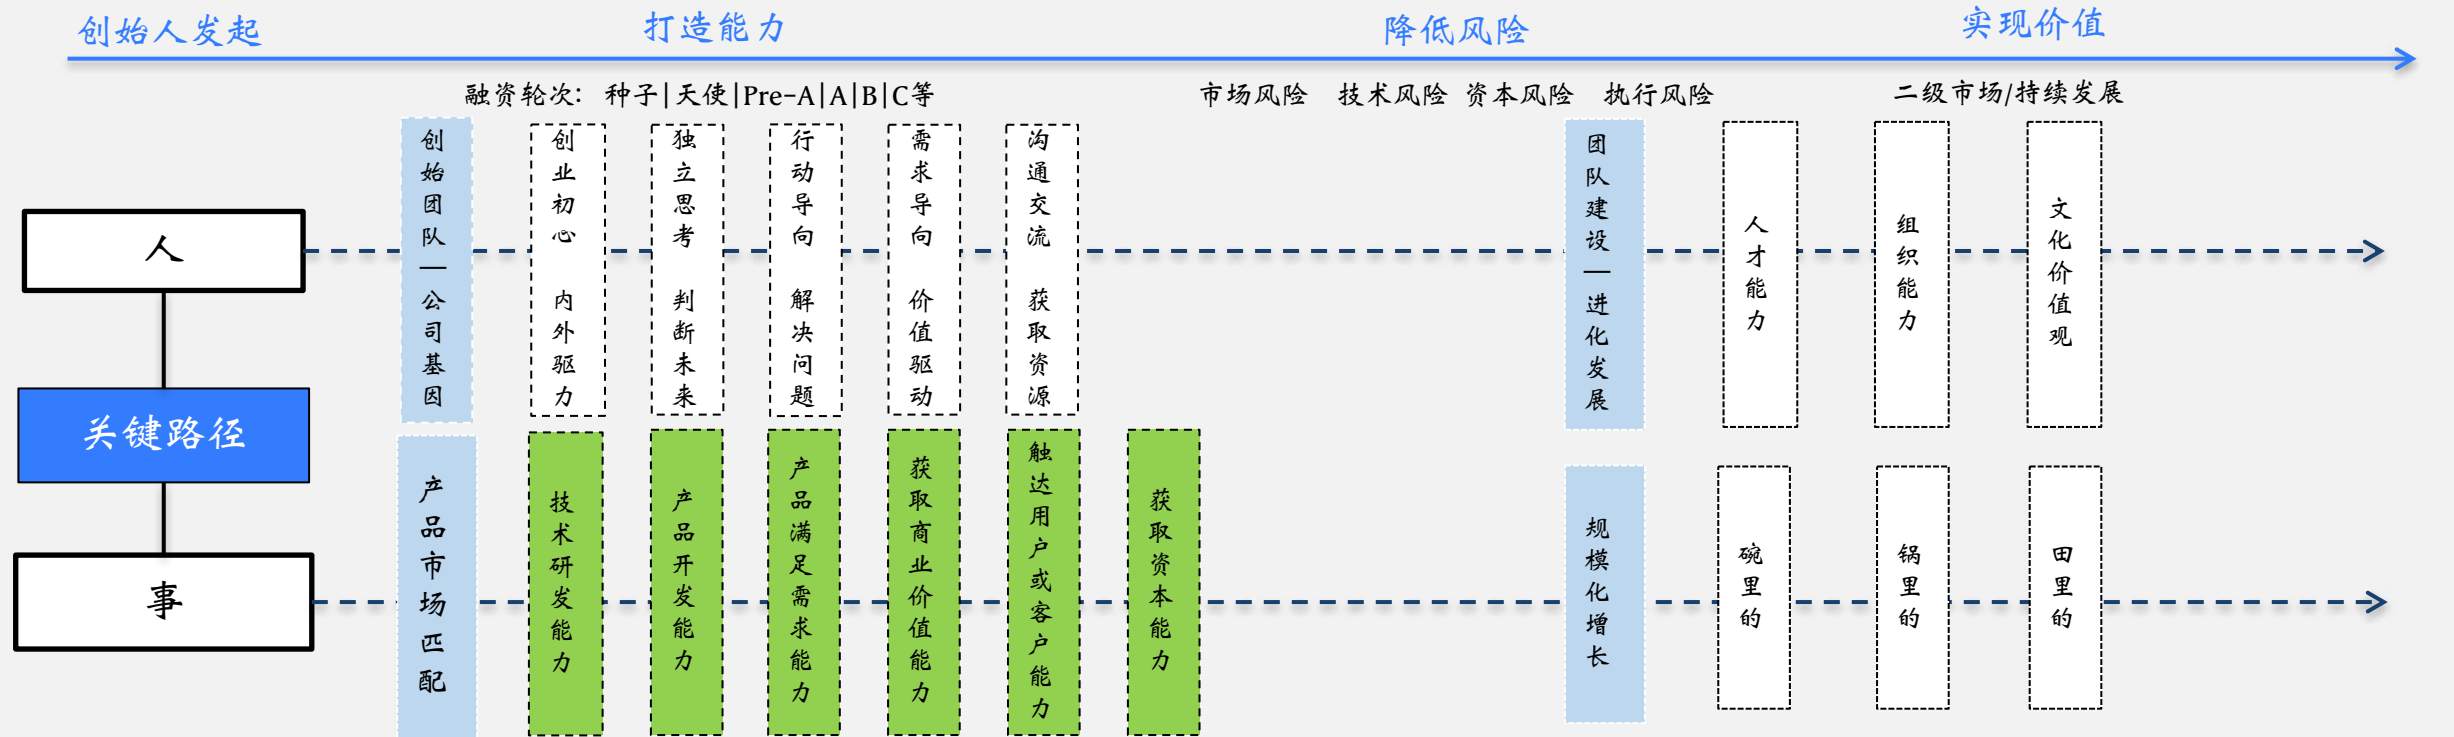 创始人发起
打造能力
降低风险
实现价值
融资轮次: 种子|天使|Pre-A|A|B|C等
市场风险 技术风险 资本风险 执行风险
二级市场/持续发展
人
关键路径
事
创始团队—公司基因
创业初心 内外驱力
独立思考 判断未来
行动导向 解决问题
需求导向 价值驱动
沟通交流 获取资源
团队建设—进化发展
人才能力
组织能力
文化价值观
产品市场匹配
技术研发能力
产品开发能力
产品满足需求能力
获取商业价值能力
触达用户或客户能力
获取资本能力
规模化增长
碗里的
锅里的
田里的